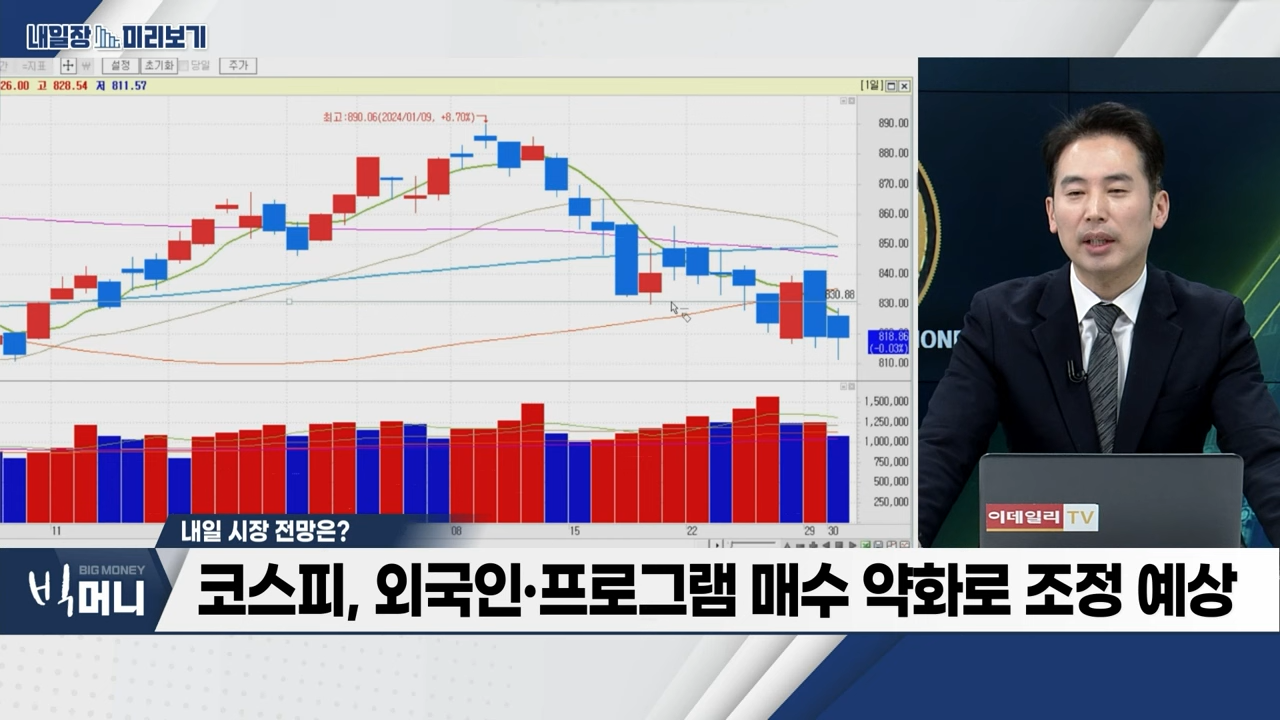 내일장 미리보기
설정 초기화 당일 주가
26.00 고 828.54 저 811.57 [1일]
최고:890.06(2024/01/09, +8.70%)
890.00
880.00
870.00
860.00
850.00
840.00
830.88
830.00
818.86
(-0.03%)
810.00
1,500,000
1,250,000
1,000,000
750,000
500,000
250,000
11 08 15 22 29 30
이데일리 TV
내일 시장 전망은?
BIG MONEY
빅머니
코스피, 외국인·프로그램 매수 약화로 조정 예상